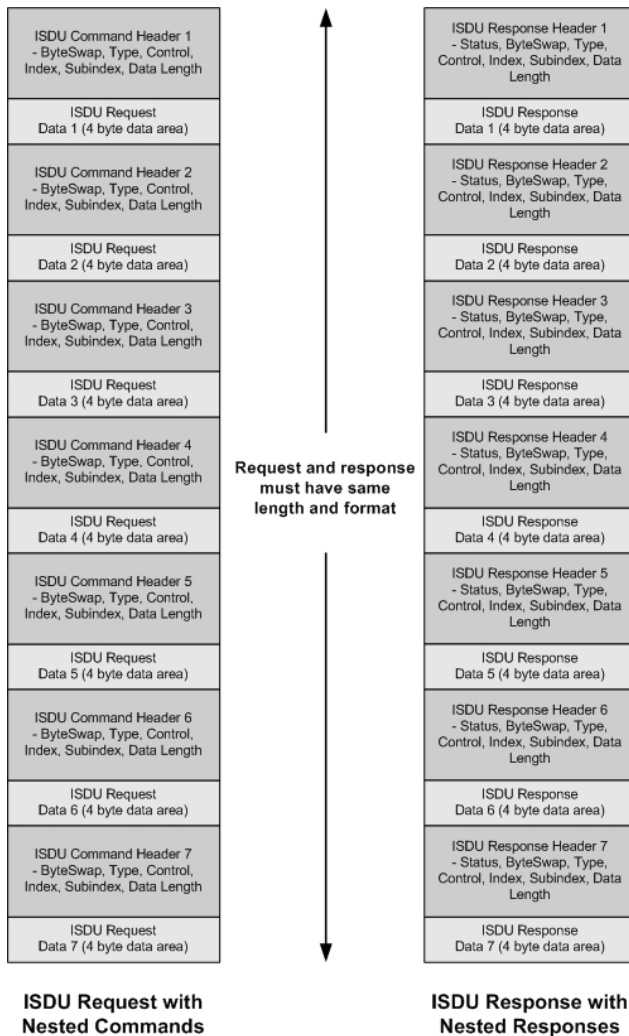 ISDU Command Header 1
- ByteSwap, Type, Control,
Index, Subindex, Data Length
ISDU Request
Data 1 (4 byte data area)
ISDU Command Header 2
- ByteSwap, Type, Control,
Index, Subindex, Data Length
ISDU Request
Data 2 (4 byte data area)
ISDU Command Header 3
- ByteSwap, Type, Control,
Index, Subindex, Data Length
ISDU Request
Data 3 (4 byte data area)
ISDU Command Header 4
- ByteSwap, Type, Control,
Index, Subindex, Data Length
ISDU Request
Data 4 (4 byte data area)
ISDU Command Header 5
- ByteSwap, Type, Control,
Index, Subindex, Data Length
ISDU Request
Data 5 (4 byte data area)
ISDU Command Header 6
- ByteSwap, Type, Control,
Index, Subindex, Data Length
ISDU Request
Data 6 (4 byte data area)
ISDU Command Header 7
- ByteSwap, Type, Control,
Index, Subindex, Data Length
ISDU Request
Data 7 (4 byte data area)
ISDU Request with
Nested Commands
Request and response
must have same
length and format
ISDU Response Header 1
- Status, ByteSwap, Type,
Control, Index, Subindex, Data
Length
ISDU Response
Data 1 (4 byte data area)
ISDU Response Header 2
- Status, ByteSwap, Type,
Control, Index, Subindex, Data
Length
ISDU Response
Data 2 (4 byte data area)
ISDU Response Header 3
- Status, ByteSwap, Type,
Control, Index, Subindex, Data
Length
ISDU Response
Data 3 (4 byte data area)
ISDU Response Header 4
- Status, ByteSwap, Type,
Control, Index, Subindex, Data
Length
ISDU Response
Data 4 (4 byte data area)
ISDU Response Header 5
- Status, ByteSwap, Type,
Control, Index, Subindex, Data
Length
ISDU Response
Data 5 (4 byte data area)
ISDU Response Header 6
- Status, ByteSwap, Type,
Control, Index, Subindex, Data
Length
ISDU Response
Data 6 (4 byte data area)
ISDU Response Header 7
- Status, ByteSwap, Type,
Control, Index, Subindex, Data
Length
ISDU Response
Data 7 (4 byte data area)
ISDU Response with
Nested Responses